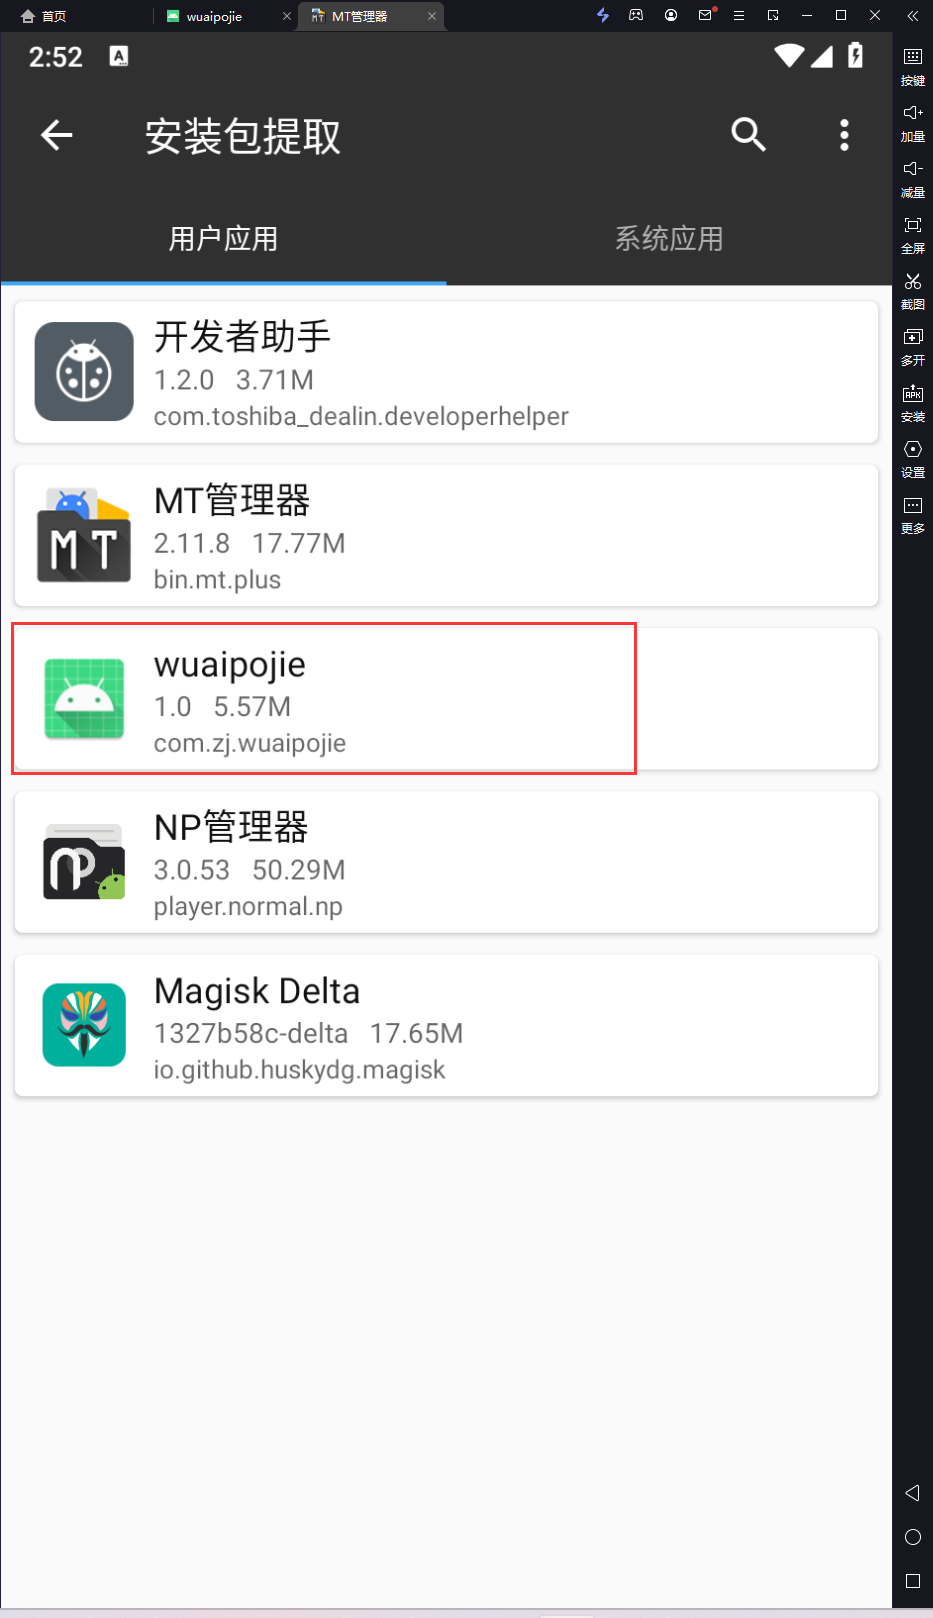 首页
wuaipojie
MT管理器
2:52
A
安装包提取
用户应用
系统应用
开发者助手
1.2.0 3.71M
com.toshiba_dealin.developerhelper
MT
MT管理器
2.11.8 17.77M
bin.mt.plus
wuaipojie
1.0 5.57M
com.zj.wuaipojie
NP
NP管理器
3.0.53 50.29M
player.normal.np
Magisk Delta
1327b58c-delta 17.65M
io.github.huskydg.magisk
按键
加量
减量
全屏
截图
多开
APK
安装
设置
更多